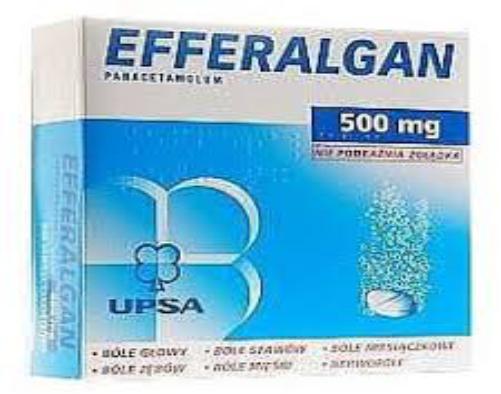 EFFERALGAN
PARACETAMOLUM
500 mg
NIE PODRAŻNIA ŻOŁĄDKA
EFFERALGAN
UPSA
• BÓLE GŁOWY • BÓLE STAWÓW • BÓLE MIESIĄCZKOWE
• BÓLE ZĘBÓW • BÓLE MIĘŚNI • NERWOBÓLE